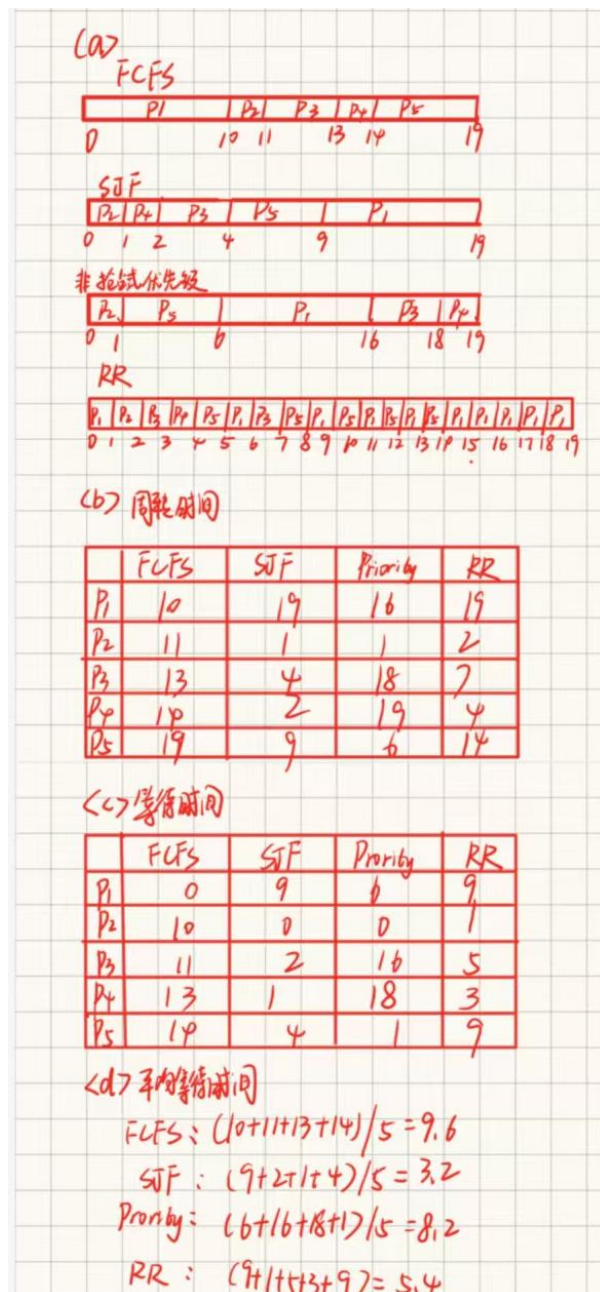 (a)
FCFS
P1 P2 P3 P4 P5
0 10 11 13 14 19
SJF
P2 P4 P3 P5 P1
0 1 2 4 9 19
非抢占式优先级
P2 P5 P1 P3 P4
0 1 6 16 18 19
RR
P1 P2 P3 P4 P5 P1 P3 P5 P1 P5 P1 P5 P1 P5 P1 P1 P1 P1 P1
0 1 2 3 4 5 6 7 8 9 10 11 12 13 14 15 16 17 18 19
<b> 周转时间
FCFS SJF Priority RR
P1 10 19 16 19
P2 11 1 1 2
P3 13 4 18 7
P4 14 2 19 4
P5 19 9 6 14
<c> 等待时间
FCFS SJF Prority RR
P1 0 9 6 9
P2 10 0 0 1
P3 11 2 16 5
P4 13 1 18 3
P5 14 4 1 9
<d> 平均等待时间
FCFS: (10+11+13+14)/5=9.6
SJF: (9+2+1+4)/5=3.2
Prority: (6+16+18+1)/5=8.2
RR: (9+1+5+3+9)=5.4